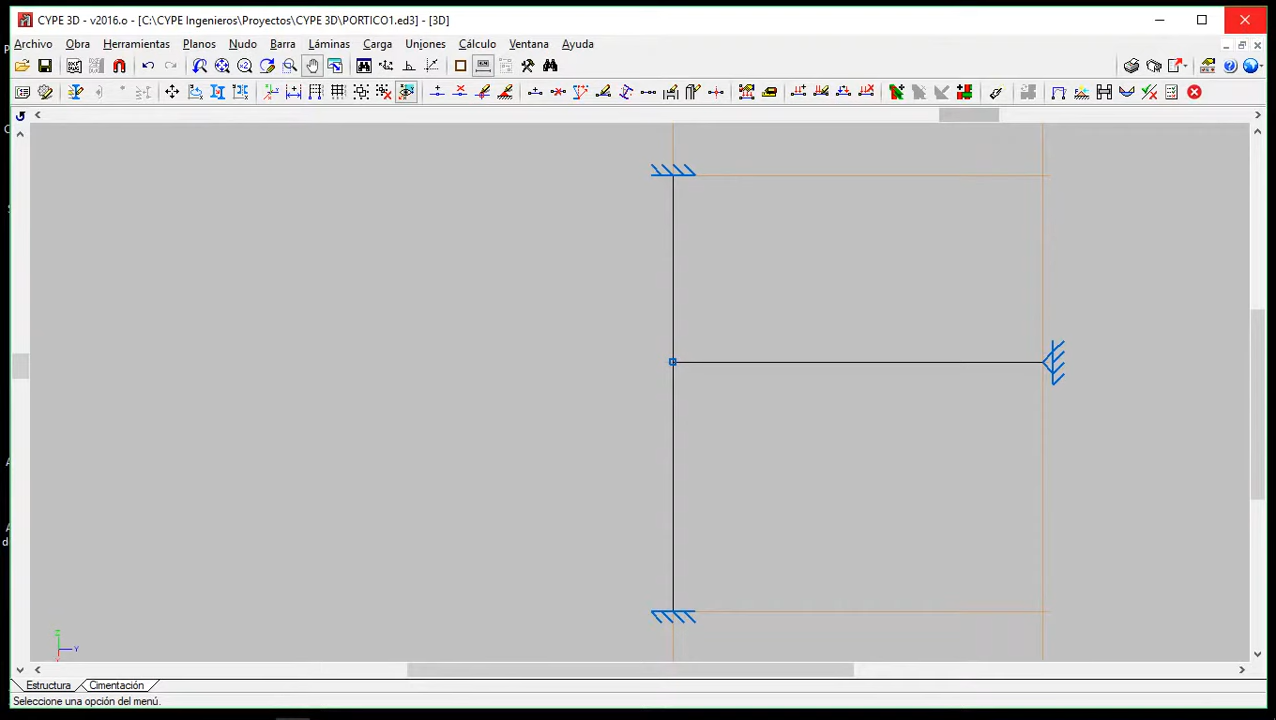 CYPE 3D - v2016.o - [C:\CYPE Ingenieros\Proyectos\CYPE 3D\PORTICO1.ed3] - [3D]
Archivo Obra Herramientas Planos Nudo Barra Láminas Carga Uniones Cálculo Ventana Ayuda
Z
Y
Estructura Cimentación
Seleccione una opción del menú.